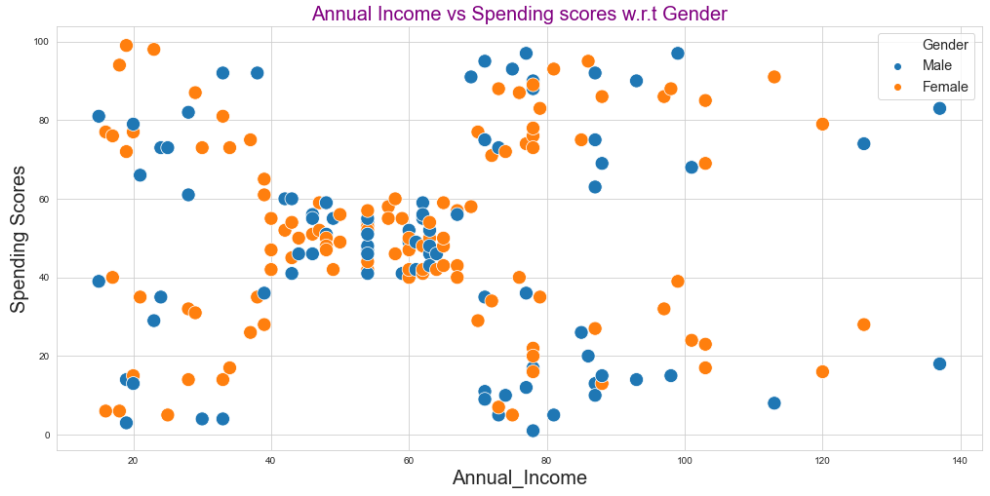 Annual Income vs Spending scores w.r.t Gender
Gender
Male
Female
Spending Scores
100
80
60
40
20
0
20 40 60 80 100 120 140
Annual_Income